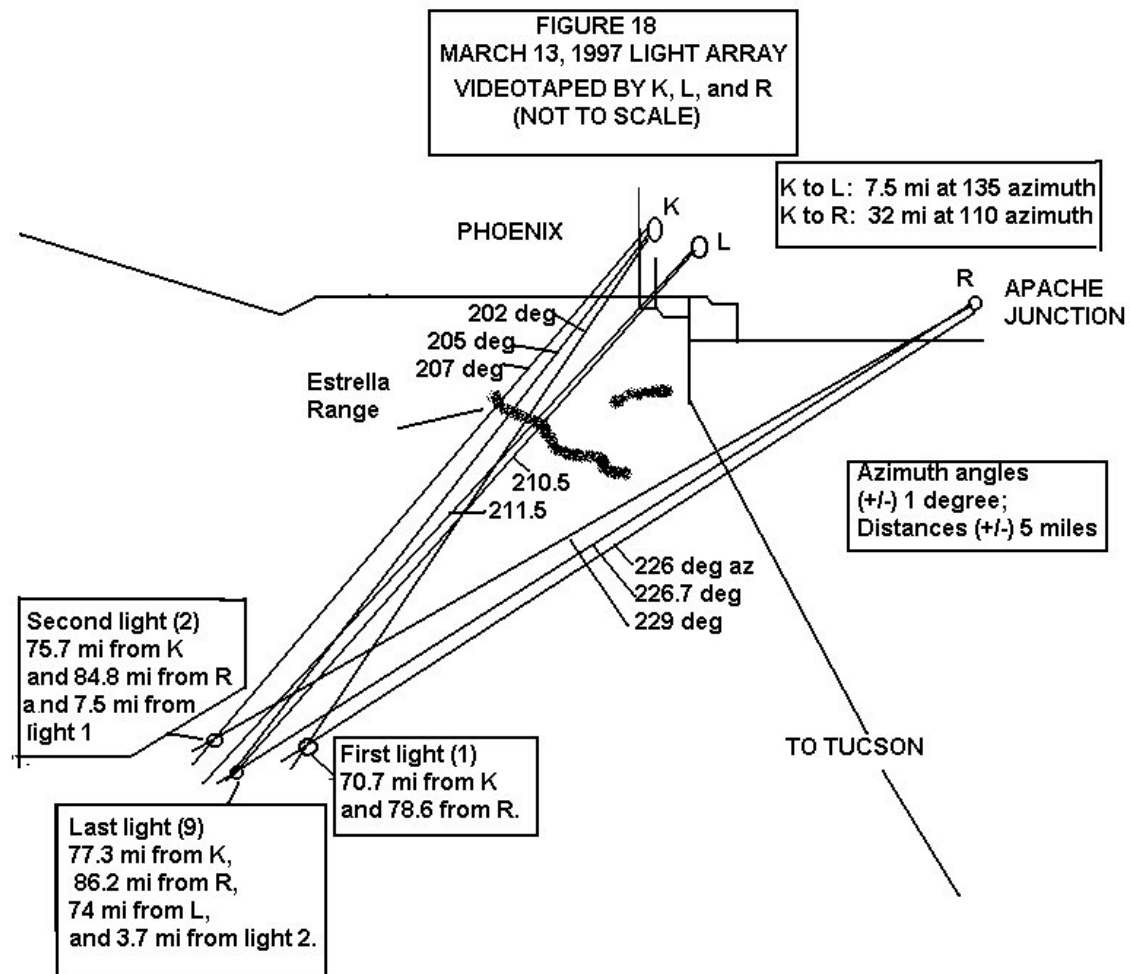 FIGURE 18
MARCH 13, 1997 LIGHT ARRAY
VIDEOTAPED BY K, L, and R
(NOT TO SCALE)
K to L: 7.5 mi at 135 azimuth
K to R: 32 mi at 110 azimuth
PHOENIX
K
L
R
APACHE
JUNCTION
202 deg
205 deg
207 deg
Estrella
Range
210.5
211.5
Azimuth angles
(+/-) 1 degree;
Distances (+/-) 5 miles
226 deg az
226.7 deg
229 deg
Second light (2)
75.7 mi from K
and 84.8 mi from R
and 7.5 mi from
light 1
First light (1)
70.7 mi from K
and 78.6 from R.
TO TUCSON
Last light (9)
77.3 mi from K,
86.2 mi from R,
74 mi from L,
and 3.7 mi from light 2.